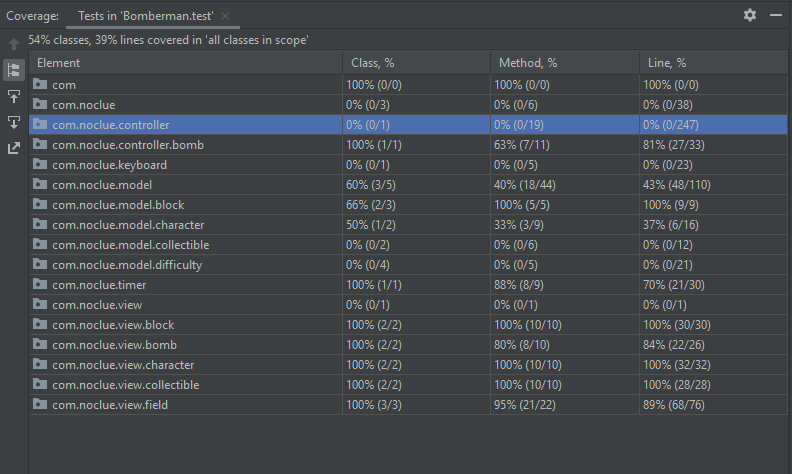 Coverage: Tests in 'Bomberman.test'
54% classes, 39% lines covered in 'all classes in scope'
Element Class, % Method, % Line, %
com 100% (0/0) 100% (0/0) 100% (0/0)
com.noclue 0% (0/3) 0% (0/6) 0% (0/38)
com.noclue.controller 0% (0/1) 0% (0/19) 0% (0/247)
com.noclue.controller.bomb 100% (1/1) 63% (7/11) 81% (27/33)
com.noclue.keyboard 0% (0/1) 0% (0/5) 0% (0/23)
com.noclue.model 60% (3/5) 40% (18/44) 43% (48/110)
com.noclue.model.block 66% (2/3) 100% (5/5) 100% (9/9)
com.noclue.model.character 50% (1/2) 33% (3/9) 37% (6/16)
com.noclue.model.collectible 0% (0/2) 0% (0/6) 0% (0/12)
com.noclue.model.difficulty 0% (0/4) 0% (0/5) 0% (0/21)
com.noclue.timer 100% (1/1) 88% (8/9) 70% (21/30)
com.noclue.view 0% (0/1) 0% (0/1) 0% (0/1)
com.noclue.view.block 100% (2/2) 100% (10/10) 100% (30/30)
com.noclue.view.bomb 100% (2/2) 80% (8/10) 84% (22/26)
com.noclue.view.character 100% (2/2) 100% (10/10) 100% (32/32)
com.noclue.view.collectible 100% (2/2) 100% (10/10) 100% (28/28)
com.noclue.view.field 100% (3/3) 95% (21/22) 89% (68/76)